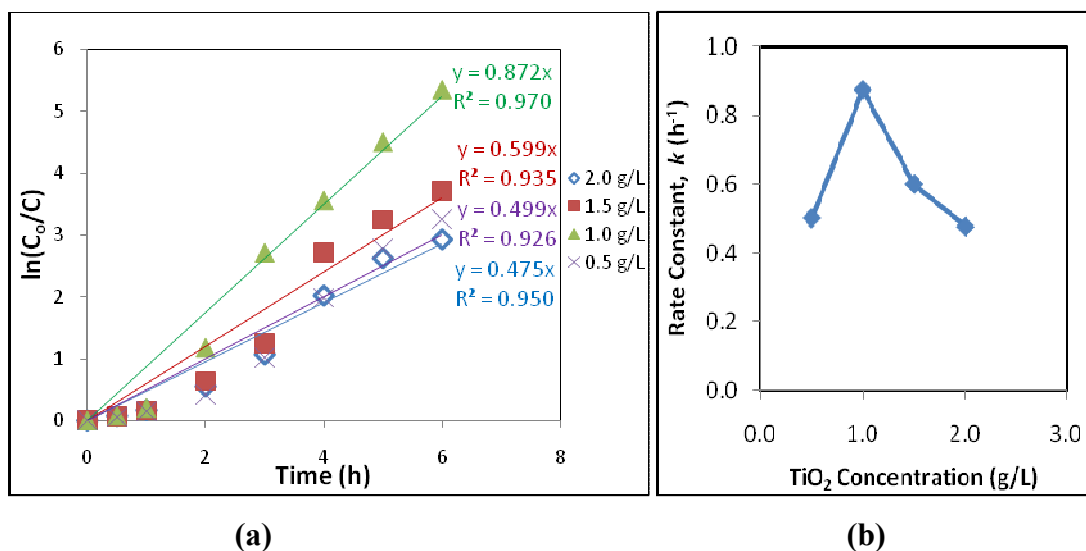 6
5
4
3
2
1
0
0
2
4
6
8
ln(C₀/C)
Time (h)
y = 0.872x
R² = 0.970
y = 0.599x
R² = 0.935
y = 0.499x
R² = 0.926
y = 0.475x
R² = 0.950
2.0 g/L
1.5 g/L
1.0 g/L
0.5 g/L
(a)
1.0
0.8
0.6
0.4
0.2
0.0
0.0
1.0
2.0
3.0
Rate Constant, k (h⁻¹)
TiO₂ Concentration (g/L)
(b)